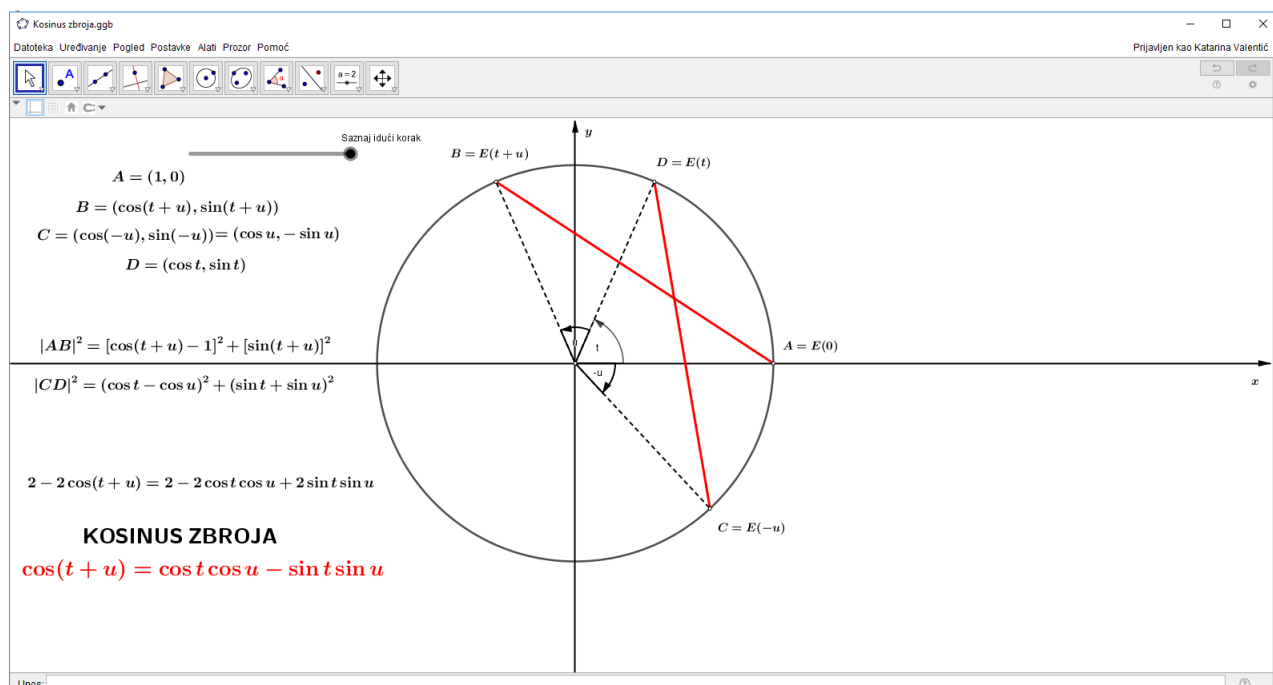 Kosinus zbroja.ggb
Datoteka Uređivanje Pogled Postavke Alati Prozor Pomoć
Prijavljen kao Katarina Valentić
A
α
a=2
Saznaj idući korak
A = (1, 0)
B = (cos(t + u), sin(t + u))
C = (cos(−u), sin(−u)) = (cos u, − sin u)
D = (cos t, sin t)
|AB|² = [cos(t + u) − 1]² + [sin(t + u)]²
|CD|² = (cos t − cos u)² + (sin t + sin u)²
2 − 2 cos(t + u) = 2 − 2 cos t cos u + 2 sin t sin u
KOSINUS ZBROJA
cos(t + u) = cos t cos u − sin t sin u
y
B = E(t + u)
D = E(t)
u
t
-u
A = E(0)
x
C = E(−u)
Unos: